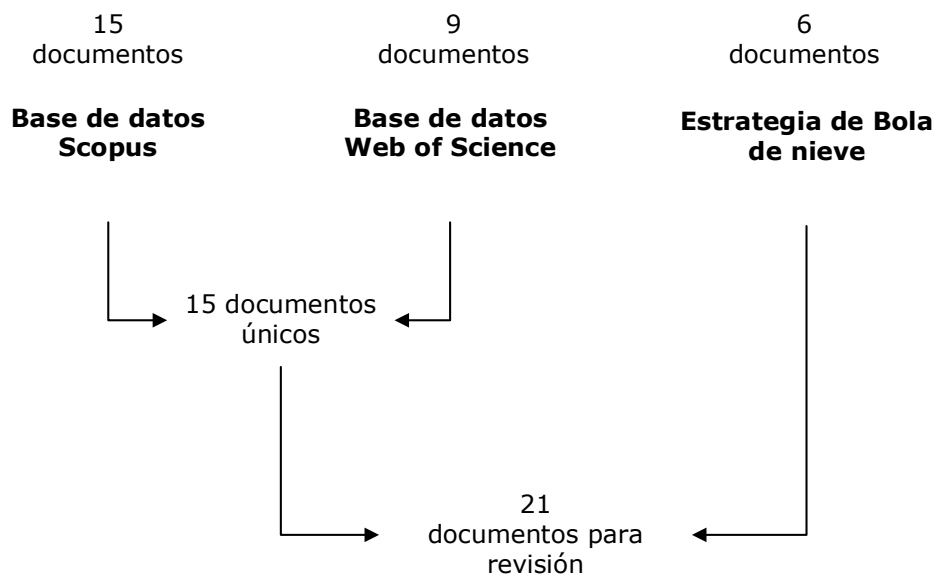 15
documentos
Base de datos
Scopus
9
documentos
Base de datos
Web of Science
6
documentos
Estrategia de Bola
de nieve
15 documentos
únicos
21
documentos para
revisión